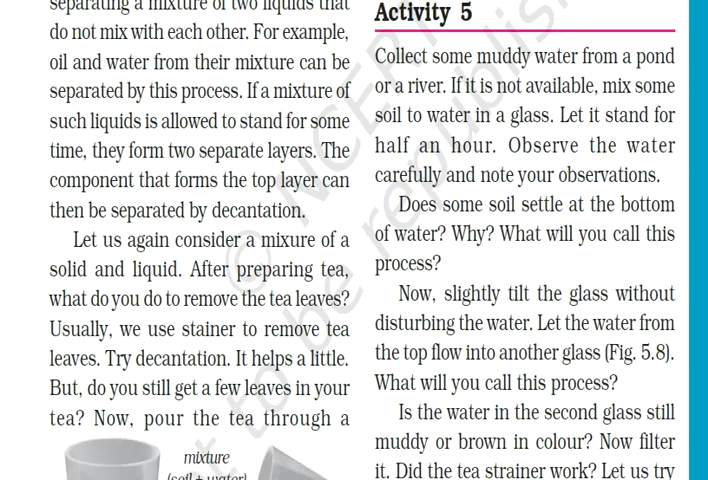 separating a mixture of two liquids that
do not mix with each other. For example,
oil and water from their mixture can be
separated by this process. If a mixture of
such liquids is allowed to stand for some
time, they form two separate layers. The
component that forms the top layer can
then be separated by decantation.
Let us again consider a mixture of a
solid and liquid. After preparing tea,
what do you do to remove the tea leaves?
Usually, we use stainer to remove tea
leaves. Try decantation. It helps a little.
But, do you still get a few leaves in your
tea? Now, pour the tea through a
mixture
(soil + water)
Activity 5
Collect some muddy water from a pond
or a river. If it is not available, mix some
soil to water in a glass. Let it stand for
half an hour. Observe the water
carefully and note your observations.
Does some soil settle at the bottom
of water? Why? What will you call this
process?
Now, slightly tilt the glass without
disturbing the water. Let the water from
the top flow into another glass (Fig. 5.8).
What will you call this process?
Is the water in the second glass still
muddy or brown in colour? Now filter
it. Did the tea strainer work? Let us try
© NCERT
to be republish